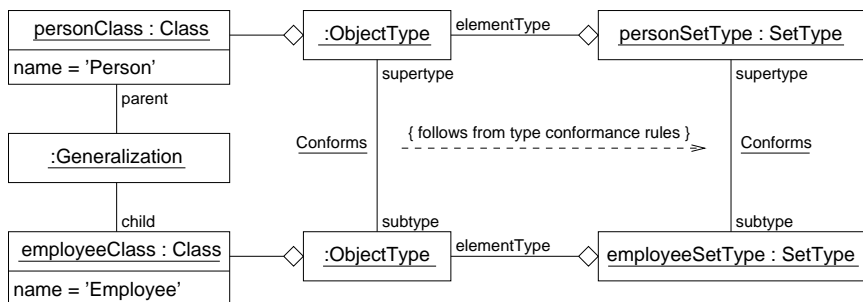 personClass : Class
name = ’Person’
:ObjectType
elementType
personSetType : SetType
parent
supertype
supertype
:Generalization
Conforms
{ follows from type conformance rules }
Conforms
child
subtype
subtype
employeeClass : Class
name = ’Employee’
:ObjectType
elementType
employeeSetType : SetType